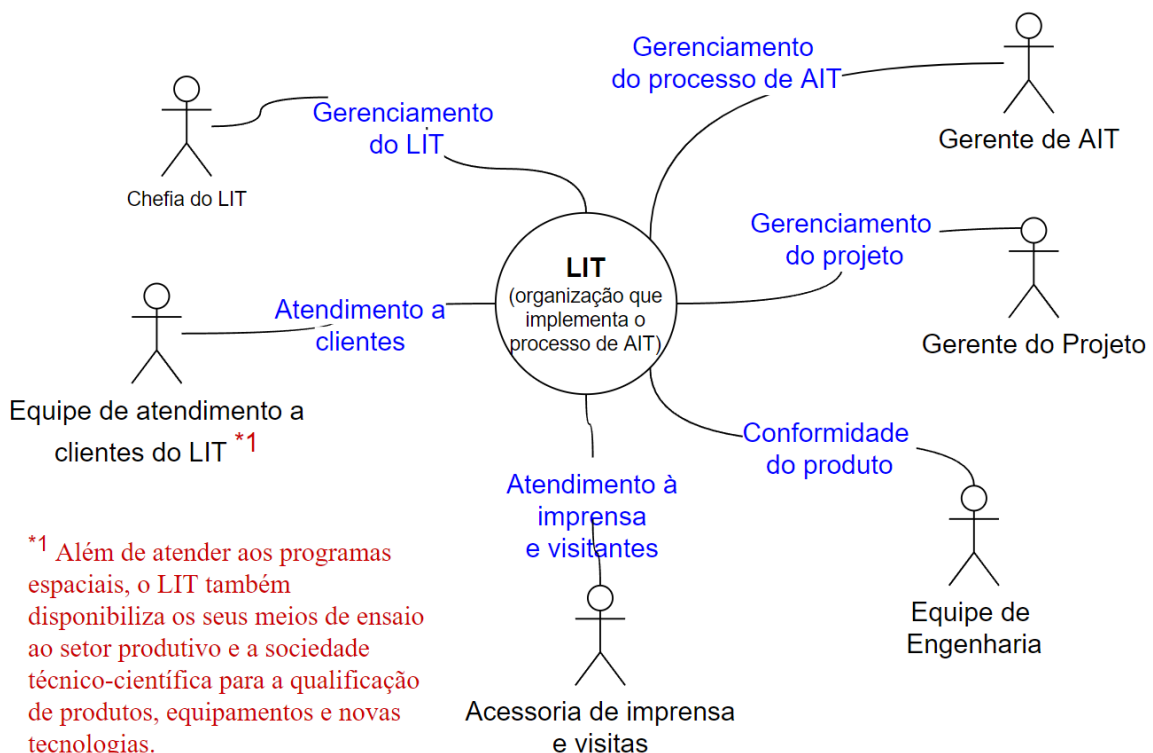 Gerenciamento
do processo de AIT
Gerente de AIT
Gerenciamento
do LIT
Chefia do LIT
Gerenciamento
do projeto
Gerente do Projeto
LIT
(organização que
implementa o
processo de AIT)
Atendimento a
clientes
Equipe de atendimento a
clientes do LIT *1
Conformidade
do produto
Equipe de
Engenharia
Atendimento à
imprensa
e visitantes
Acessoria de imprensa
e visitas
*1 Além de atender aos programas
espaciais, o LIT também
disponibiliza os seus meios de ensaio
ao setor produtivo e a sociedade
técnico-científica para a qualificação
de produtos, equipamentos e novas
tecnologias.